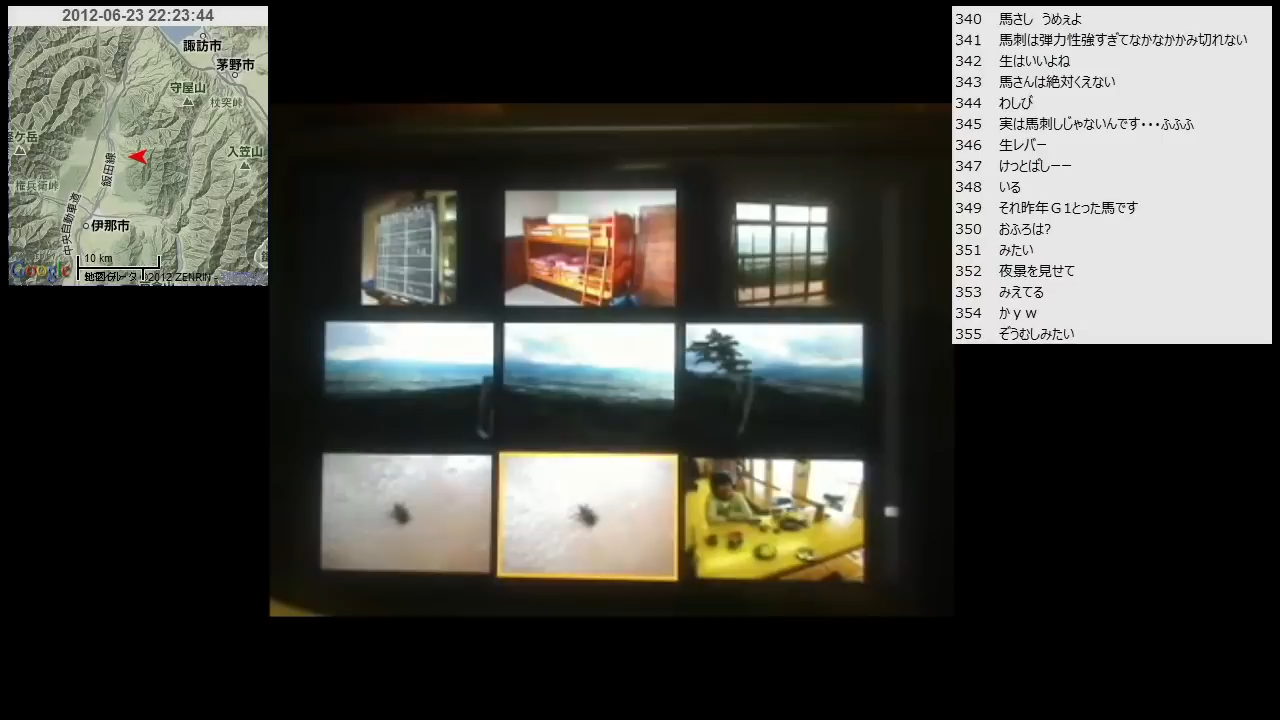 2012-06-23 22:23:44
諏訪市
茅野市
守屋山
杖突峠
入笠山
権兵衛峠
飯田線
中央自動車道
伊那市
10 km
Google
340 馬さし うめぇよ
341 馬刺は弾力性強すぎてなかなかかみ切れない
342 生はいいよね
343 馬さんは絶対くえない
344 わしび
345 実は馬刺しじゃないんです・・・ふふふ
346 生レバー
347 けっとばしーー
348 いる
349 それ昨年Ｇ１とった馬です
350 おふろは？
351 みたい
352 夜景を見せて
353 みえてる
354 かｙｗ
355 ぞうむしみたい